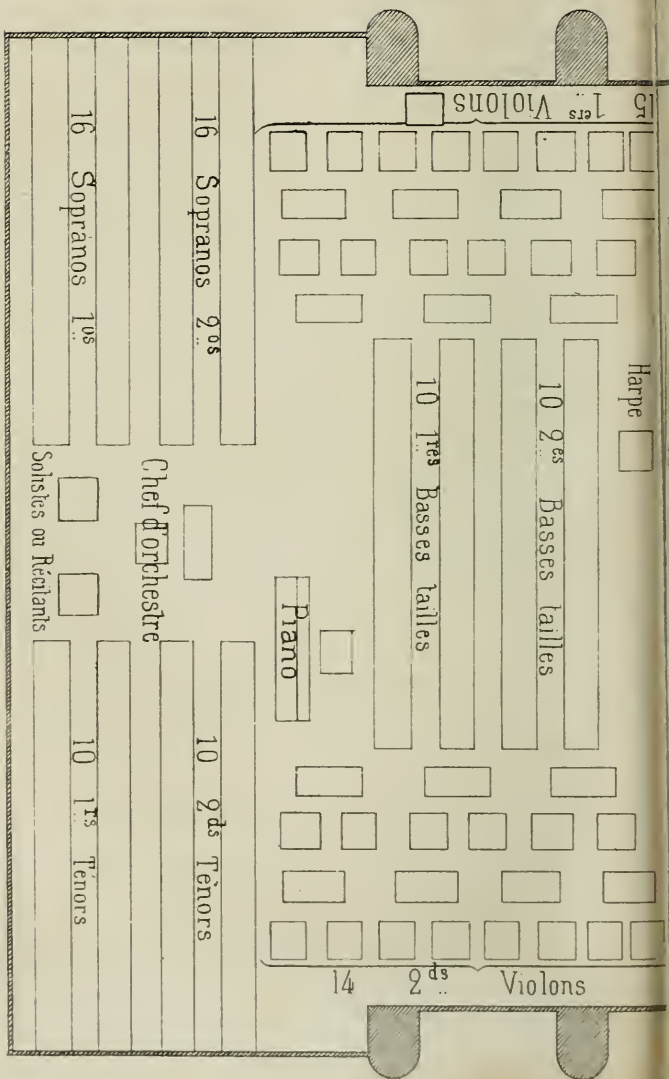 15 1ers Violons
16 Sopranos 1os
16 Sopranos 2os
Harpe
10 1res Basses tailles
10 2es Basses tailles
Solistes ou Récitants
Chef d'orchestre
Piano
10 1rs Ténors
10 2ds Ténors
14 2ds Violons